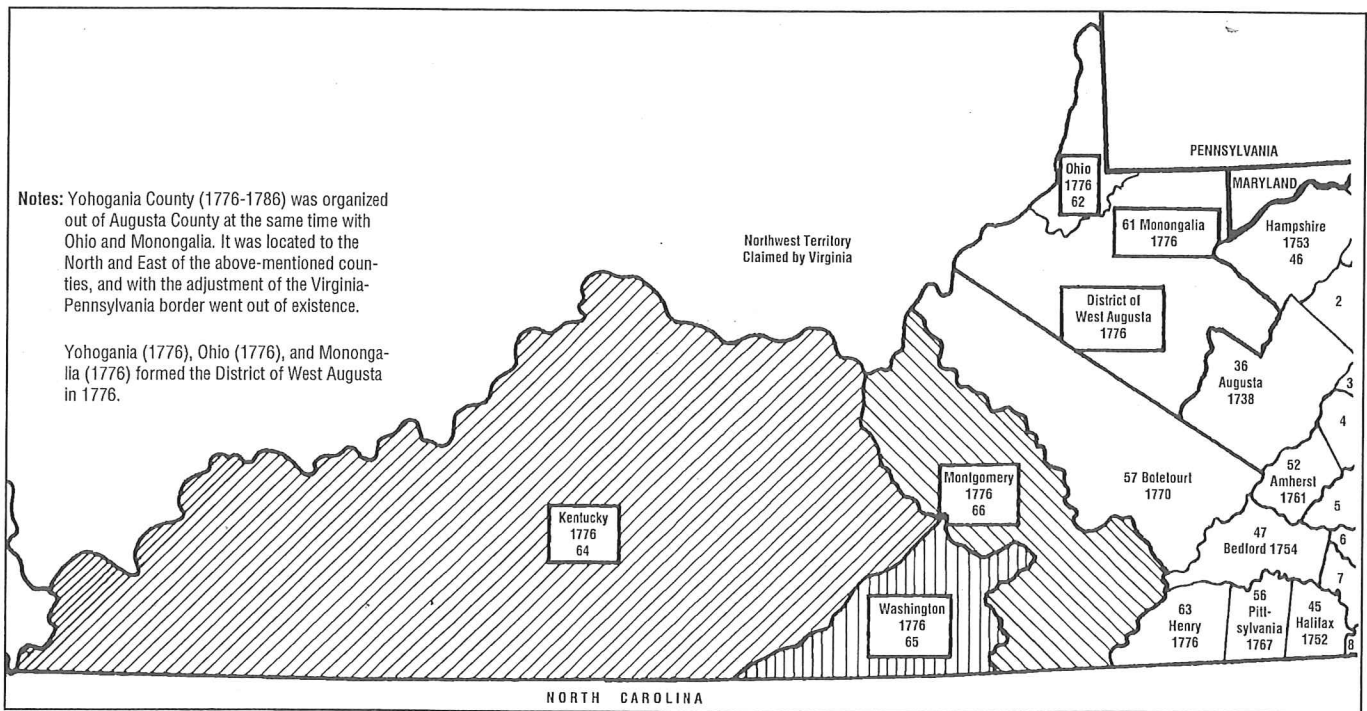 PENNSYLVANIA
Ohio
1776
62
MARYLAND
Notes: Yohogania County (1776-1786) was organized
out of Augusta County at the same time with
Ohio and Monongalia. It was located to the
North and East of the above-mentioned coun-
ties, and with the adjustment of the Virginia-
Pennsylvania border went out of existence.
Yohogania (1776), Ohio (1776), and Mononga-
lia (1776) formed the District of West Augusta
in 1776.
61 Monongalia
1776
Hampshire
1753
46
Northwest Territory
Claimed by Virginia
2
District of
West Augusta
1776
36
Augusta
1738
3
4
Montgomery
1776
66
57 Botetourt
1770
52
Amherst
1761
5
Kentucky
1776
64
47
Bedford 1754
6
7
Washington
1776
65
63
Henry
1776
56
Pitt-
sylvania
1767
45
Halifax
1752
8
NORTH CAROLINA